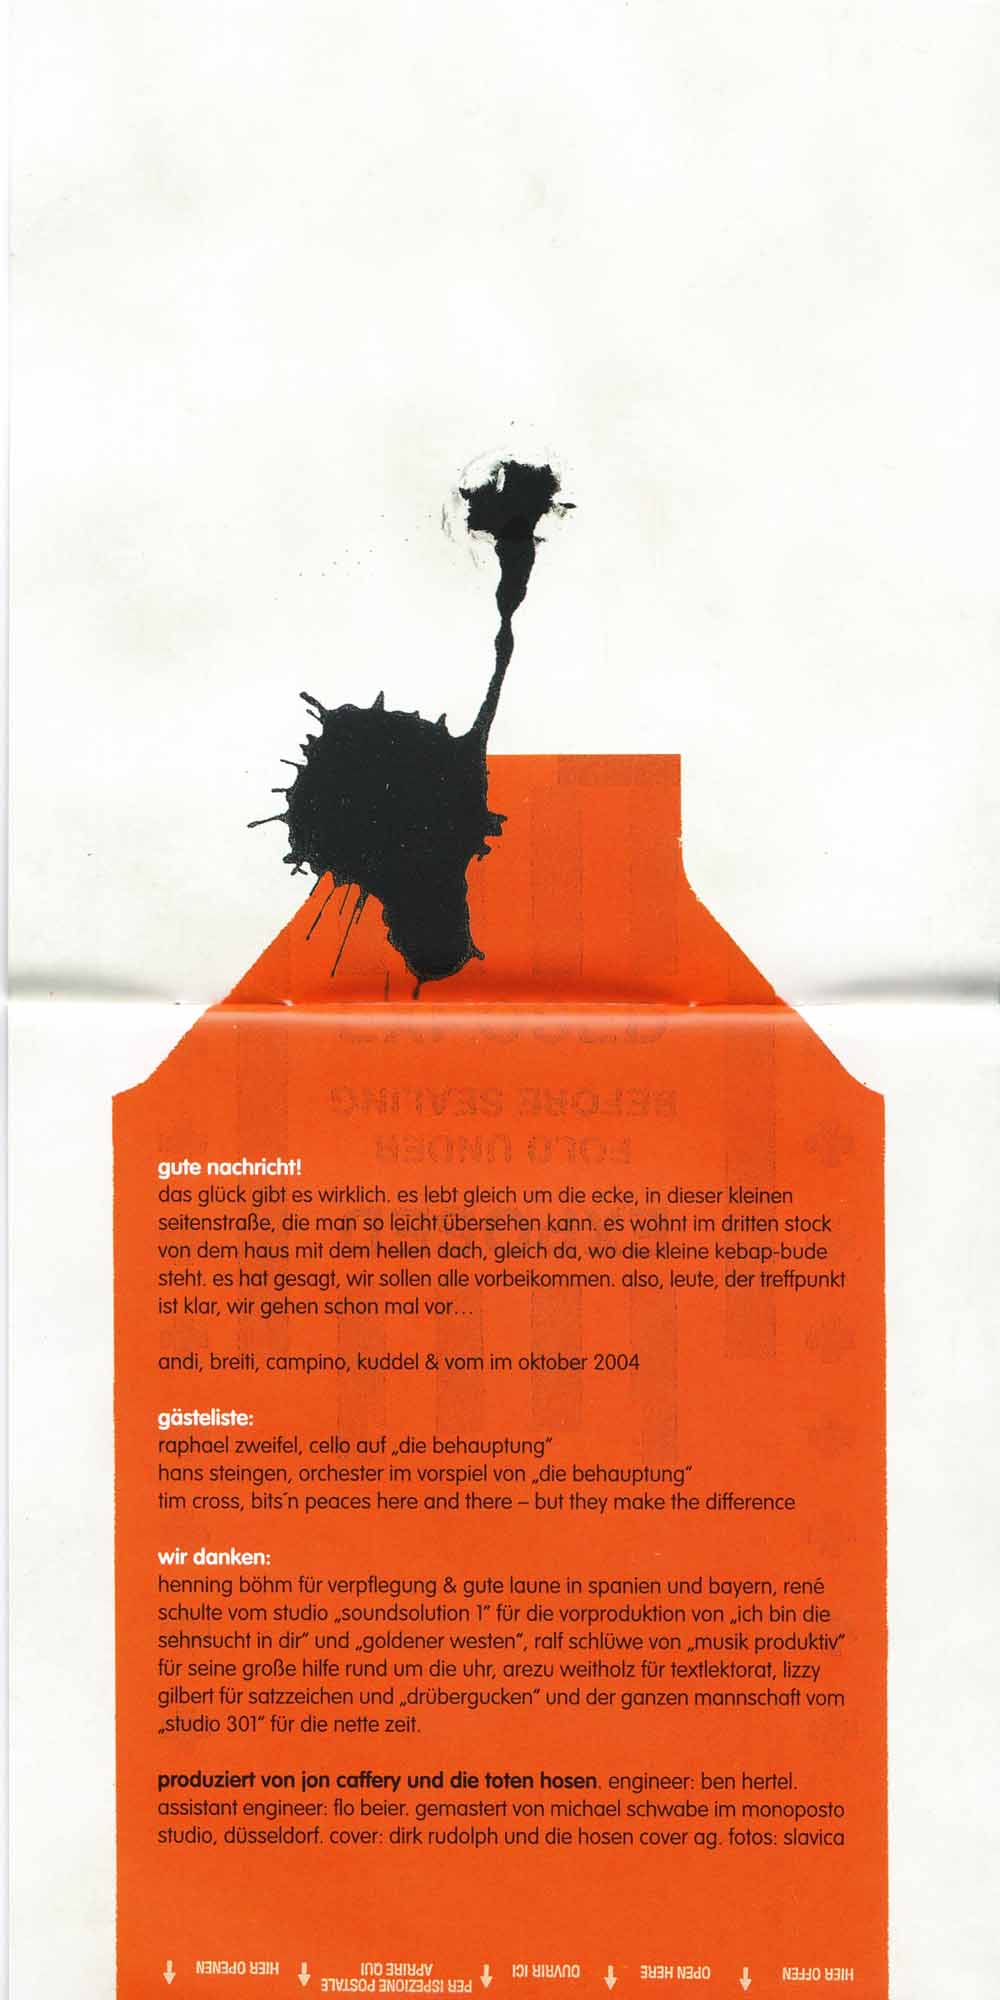 gute nachricht!
das glück gibt es wirklich. es lebt gleich um die ecke, in dieser kleinen
seitenstraße, die man so leicht übersehen kann. es wohnt im dritten stock
von dem haus mit dem hellen dach, gleich da, wo die kleine kebap-bude
steht. es hat gesagt, wir sollen alle vorbeikommen. also, leute, der treffpunkt
ist klar, wir gehen schon mal vor...

andi, breiti, campino, kuddel & vom im oktober 2004

gästeliste:
raphael zweifel, cello auf „die behauptung“
hans steingen, orchester im vorspiel von „die behauptung“
tim cross, bits´n peaces here and there – but they make the difference

wir danken:
henning böhm für verpflegung & gute laune in spanien und bayern, rené
schulte vom studio „soundsolution 1“ für die vorproduktion von „ich bin die
sehnsucht in dir“ und „goldener westen“, ralf schlüwe von „musik produktiv“
für seine große hilfe rund um die uhr, arezu weitholz für textlektorat, lizzy
gilbert für satzzeichen und „drübergucken“ und der ganzen mannschaft vom
„studio 301“ für die nette zeit.

produziert von jon caffery und die toten hosen. engineer: ben hertel.
assistant engineer: flo beier. gemastert von michael schwabe im monoposto
studio, düsseldorf. cover: dirk rudolph und die hosen cover ag. fotos: slavica

BEFORE SEALING
FOLD UNDER
HIER OFFEN
OPEN HERE
OUVRIR ICI
PER ISPEZIONE POSTALE
APRIRE QUI
HIER OPENEN